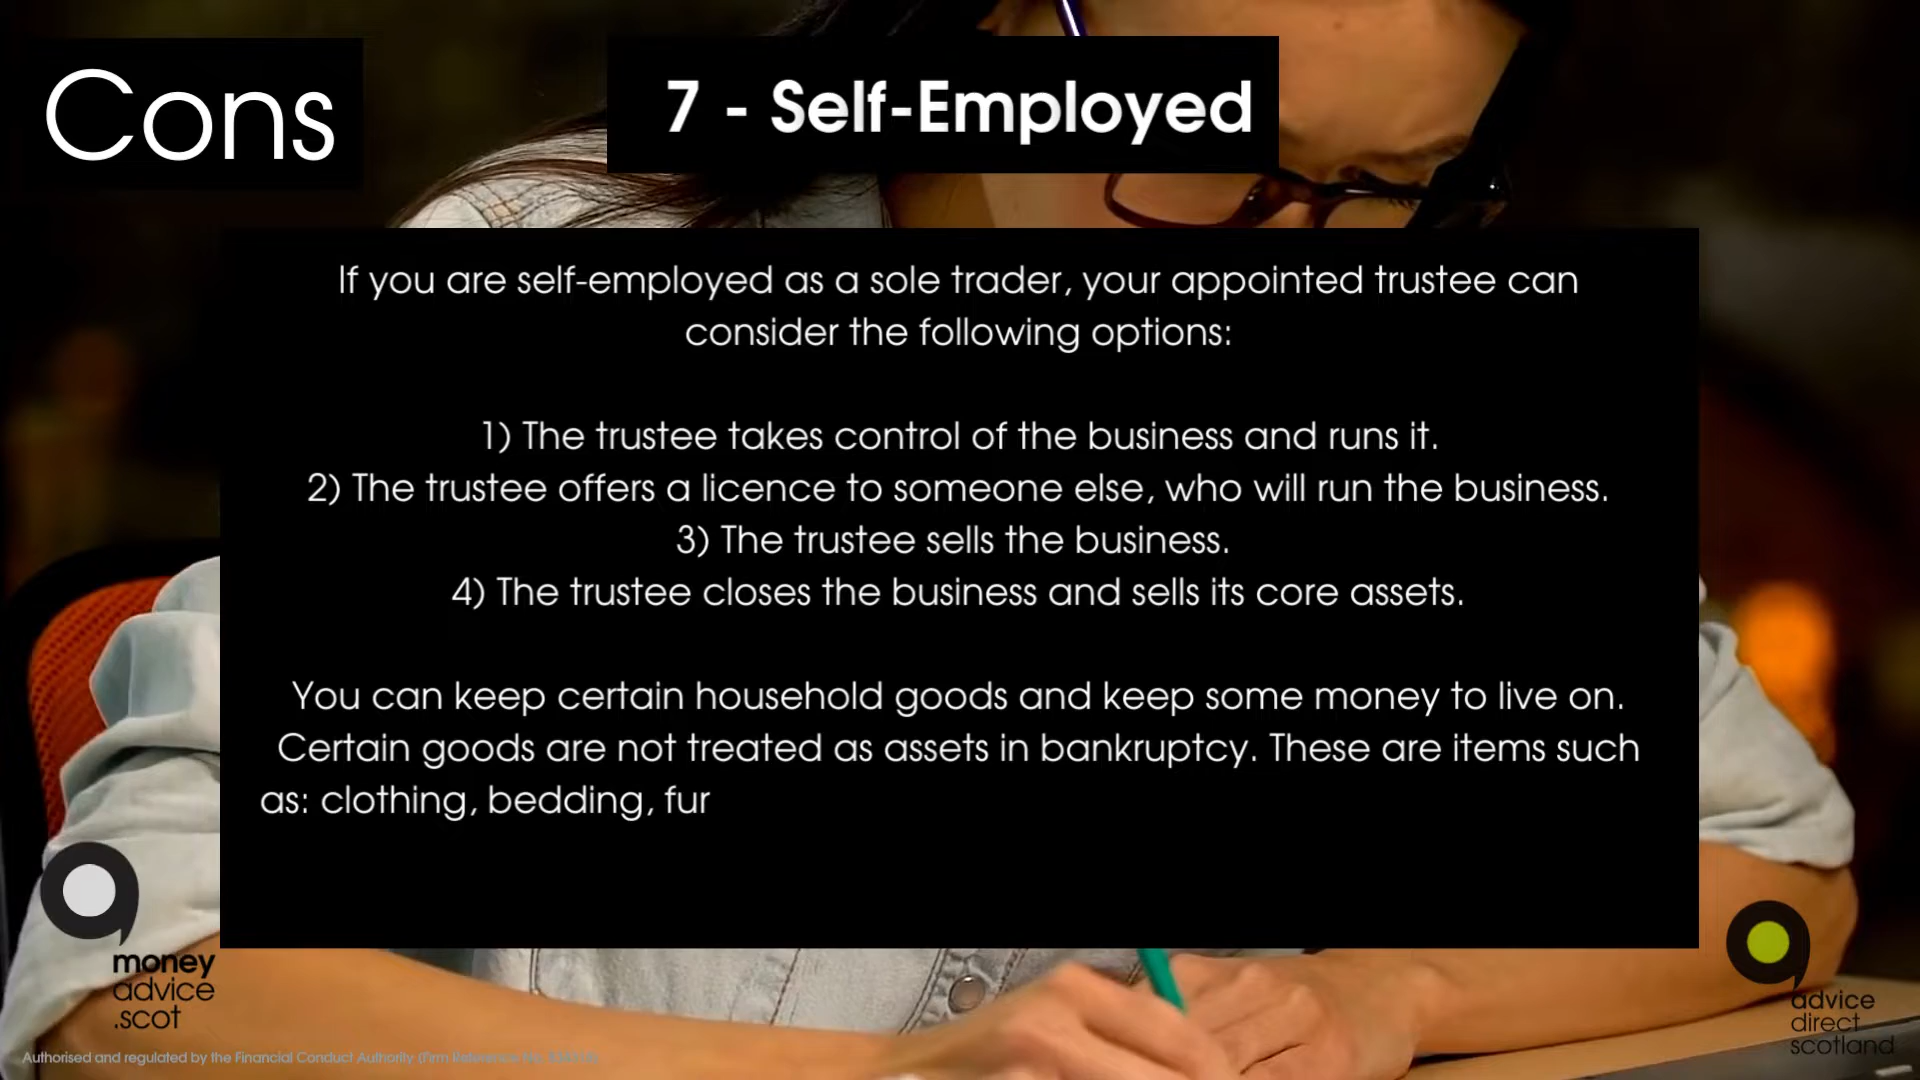 Cons
7 - Self-Employed
If you are self-employed as a sole trader, your appointed trustee can
consider the following options:
1) The trustee takes control of the business and runs it.
2) The trustee offers a licence to someone else, who will run the business.
3) The trustee sells the business.
4) The trustee closes the business and sells its core assets.
You can keep certain household goods and keep some money to live on.
Certain goods are not treated as assets in bankruptcy. These are items such
as: clothing, bedding, fur
money
advice
.scot
advice
direct
scotland
Authorised and regulated by the Financial Conduct Authority (Firm Reference No.